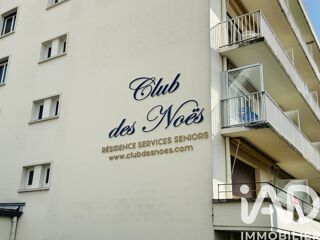 Club
des Noës
RÉSIDENCE SERVICES SENIORS
www.clubdesnoes.com
iAD
IMMOBILIER